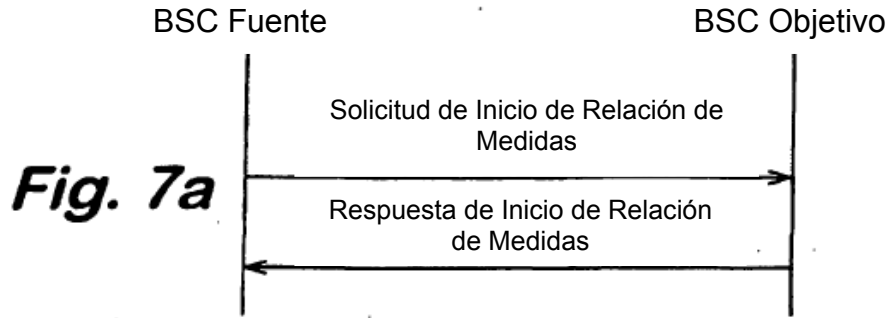 BSC Fuente
BSC Objetivo
Solicitud de Inicio de Relación de
Medidas
Fig. 7a
Respuesta de Inicio de Relación
de Medidas